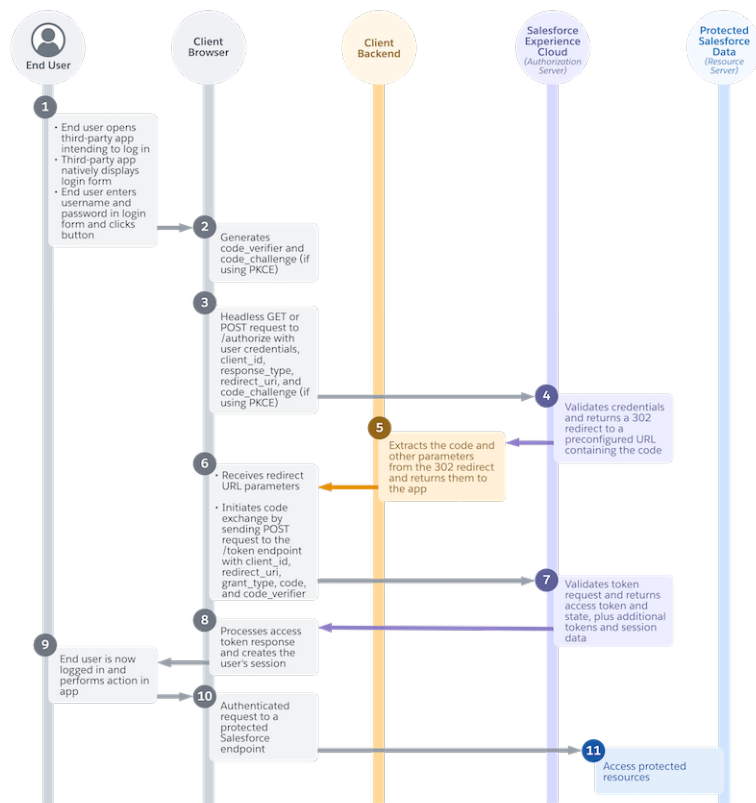 End User
Client
Browser
Client
Backend
Salesforce
Experience
Cloud
(Authorization
Server)
Protected
Salesforce
Data
(Resource
Server)
1
• End user opens
third-party app
intending to log in
• Third-party app
natively displays
login form
• End user enters
username and
password in login
form and clicks
button
2
Generates
code_verifier and
code_challenge (if
using PKCE)
3
Headless GET or
POST request to
/authorize with
user credentials,
client_id,
response_type,
redirect_uri, and
code_challenge (if
using PKCE)
4
Validates credentials
and returns a 302
redirect to a
preconfigured URL
containing the code
5
Extracts the code and
other parameters
from the 302 redirect
and returns them to
the app
6
• Receives redirect
URL parameters
• Initiates code
exchange by
sending POST
request to the
/token endpoint
with client_id,
redirect_uri,
grant_type, code,
and code_verifier
7
Validates token
request and returns
access token and
state, plus additional
tokens and session
data
8
Processes access
token response
and creates the
user's session
9
End user is now
logged in and
performs action in
app
10
Authenticated
request to a
protected
Salesforce
endpoint
11
Access protected
resources